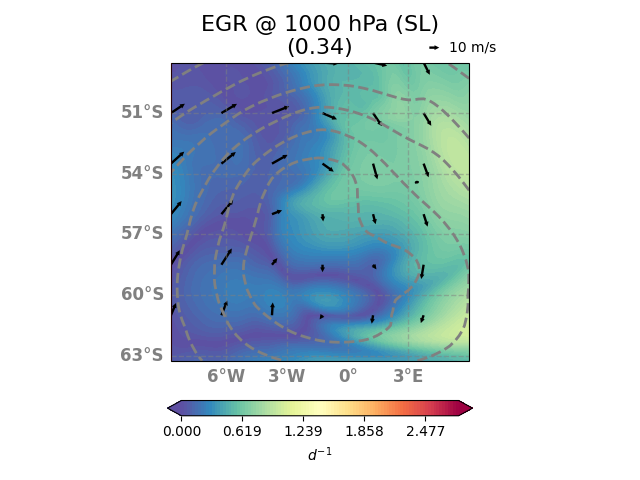 EGR @ 1000 hPa (SL)
(0.34)
10 m/s
51°S
54°S
57°S
60°S
63°S
6°W 3°W 0° 3°E
0.000 0.619 1.239 1.858 2.477
d⁻¹